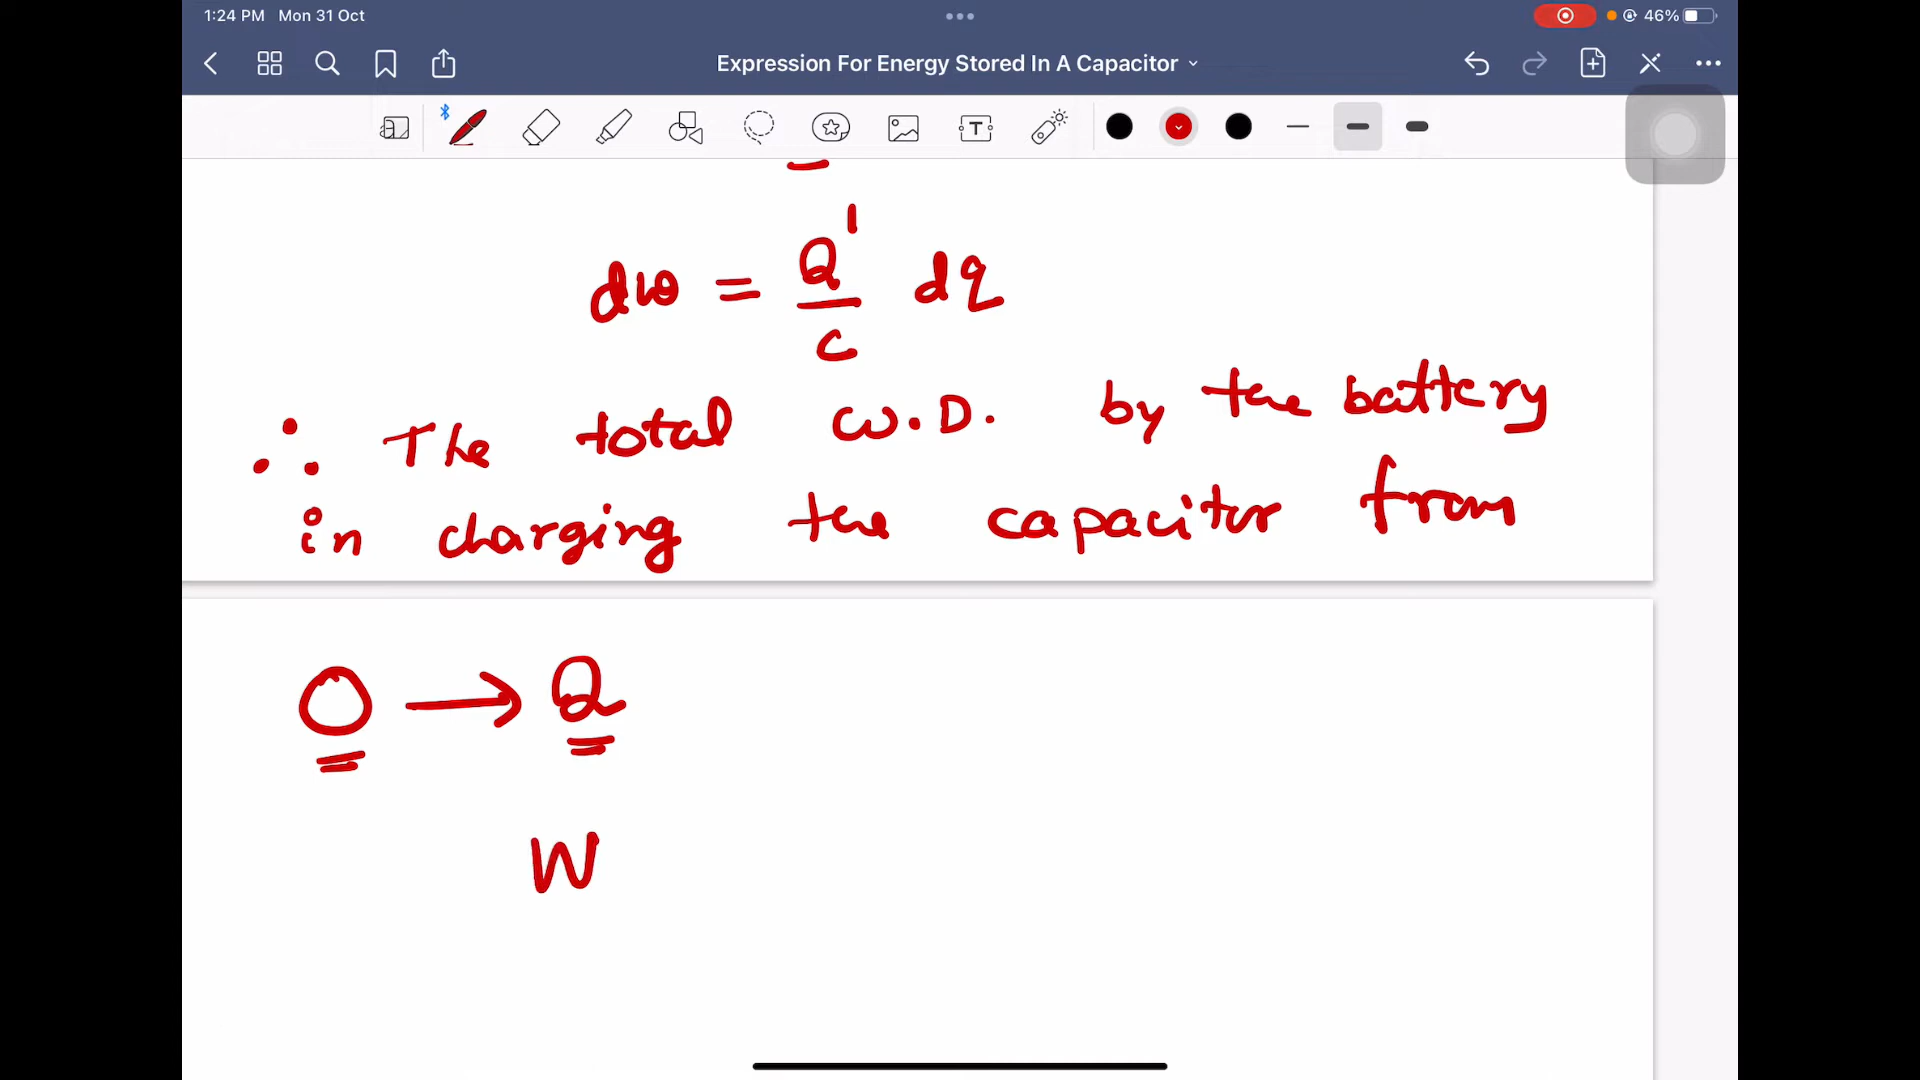 1:24 PM Mon 31 Oct
46%
Expression For Energy Stored In A Capacitor
T
dw = Q'/C dq
∴ The total W.D. by the battery
in charging the capacitor from
O → Q
W